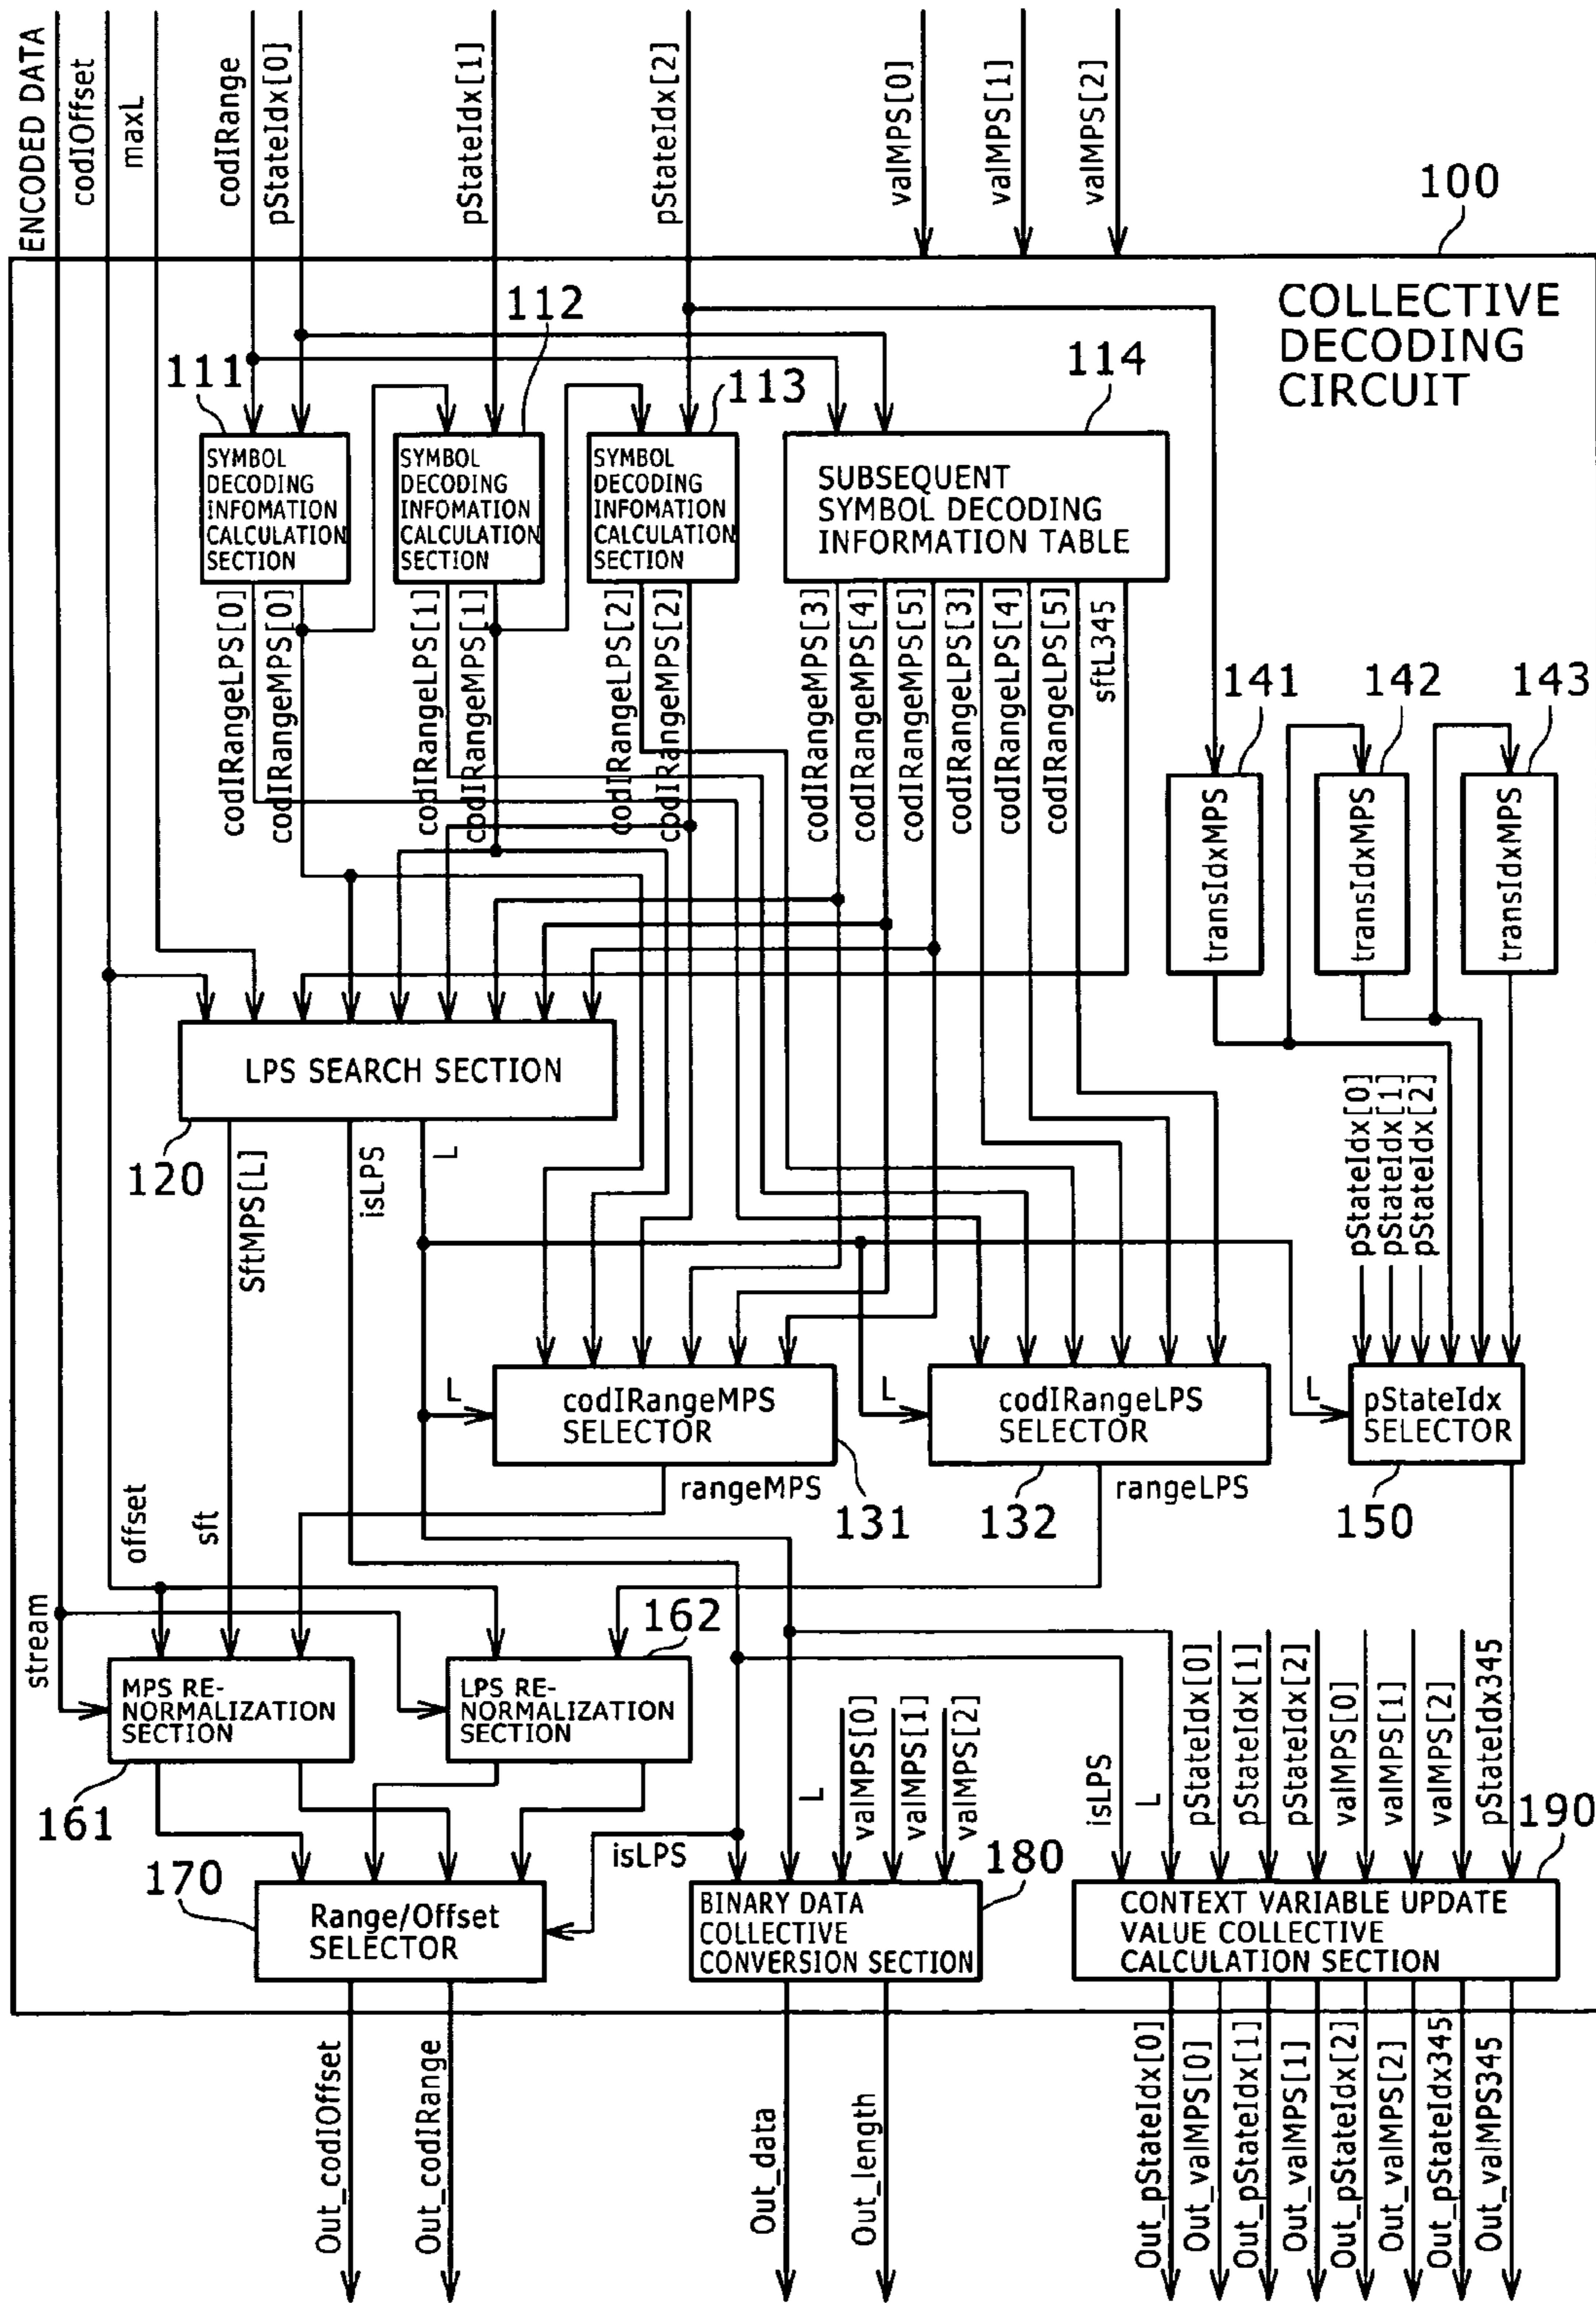 ENCODED DATA
codIOffset
maxL
codIRange
pStateIdx[0]
pStateIdx[1]
pStateIdx[2]
valMPS[0]
valMPS[1]
valMPS[2]
100
COLLECTIVE
DECODING
CIRCUIT
111
112
113
114
SYMBOL
DECODING
INFOMATION
CALCULATION
SECTION
SYMBOL
DECODING
INFOMATION
CALCULATION
SECTION
SYMBOL
DECODING
INFOMATION
CALCULATION
SECTION
SUBSEQUENT
SYMBOL DECODING
INFORMATION TABLE
codIRangeLPS[0]
codIRangeMPS[0]
codIRangeLPS[1]
codIRangeMPS[1]
codIRangeLPS[2]
codIRangeMPS[2]
codIRangeMPS[3]
codIRangeMPS[4]
codIRangeMPS[5]
codIRangeLPS[3]
codIRangeLPS[4]
codIRangeLPS[5]
sftL345
141
142
143
transIdxMPS
transIdxMPS
transIdxMPS
LPS SEARCH SECTION
120
SftMPS[L]
isLPS
L
pStateIdx[0]
pStateIdx[1]
pStateIdx[2]
L
codIRangeMPS
SELECTOR
L
codIRangeLPS
SELECTOR
L
pStateIdx
SELECTOR
rangeMPS
131
132
rangeLPS
150
offset
sft
stream
162
MPS RE-
NORMALIZATION
SECTION
LPS RE-
NORMALIZATION
SECTION
161
L
valMPS[0]
valMPS[1]
valMPS[2]
isLPS
L
pStateIdx[0]
pStateIdx[1]
pStateIdx[2]
valMPS[0]
valMPS[1]
valMPS[2]
pStateIdx345
170
isLPS
180
190
Range/Offset
SELECTOR
BINARY DATA
COLLECTIVE
CONVERSION SECTION
CONTEXT VARIABLE UPDATE
VALUE COLLECTIVE
CALCULATION SECTION
Out_codIOffset
Out_codIRange
Out_data
Out_length
Out_pStateIdx[0]
Out_valMPS[0]
Out_pStateIdx[1]
Out_valMPS[1]
Out_pStateIdx[2]
Out_valMPS[2]
Out_pStateIdx345
Out_valMPS345